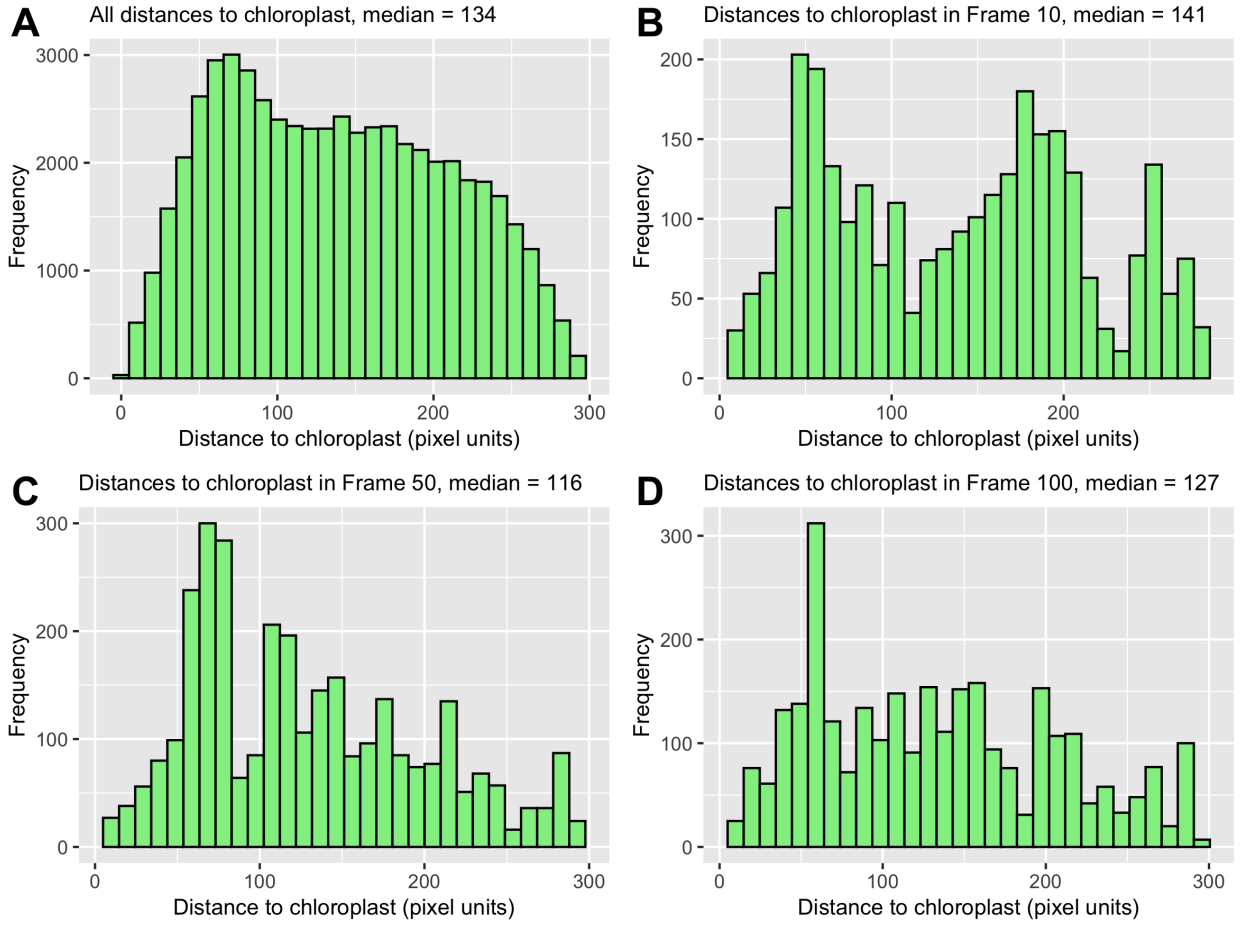 A
All distances to chloroplast, median = 134
3000
2000
1000
0
Frequency
0 100 200 300
Distance to chloroplast (pixel units)
B
Distances to chloroplast in Frame 10, median = 141
200
150
100
50
0
Frequency
0 100 200
Distance to chloroplast (pixel units)
C
Distances to chloroplast in Frame 50, median = 116
300
200
100
0
Frequency
0 100 200 300
Distance to chloroplast (pixel units)
D
Distances to chloroplast in Frame 100, median = 127
300
200
100
0
Frequency
0 100 200 300
Distance to chloroplast (pixel units)